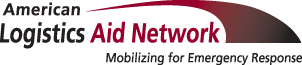 American
Logistics Aid Network
Mobilizing for Emergency Response